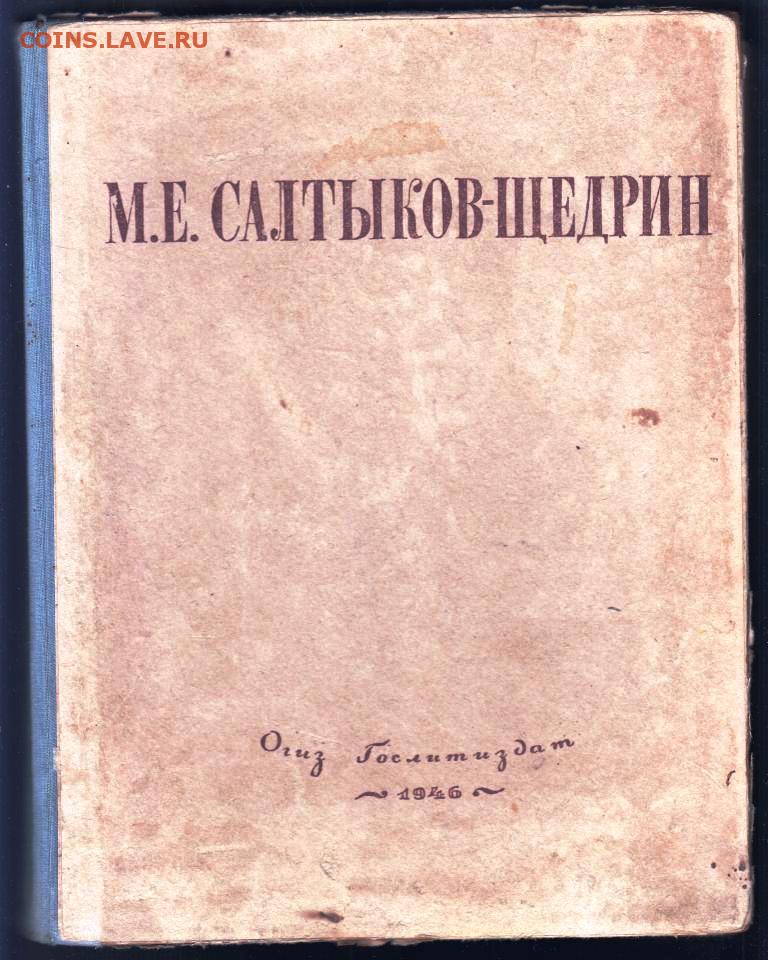 COINS.LAVE.RU
М.Е. САЛТЫКОВ-ЩЕДРИН
Огиз Гослитиздат
~ 1946 ~